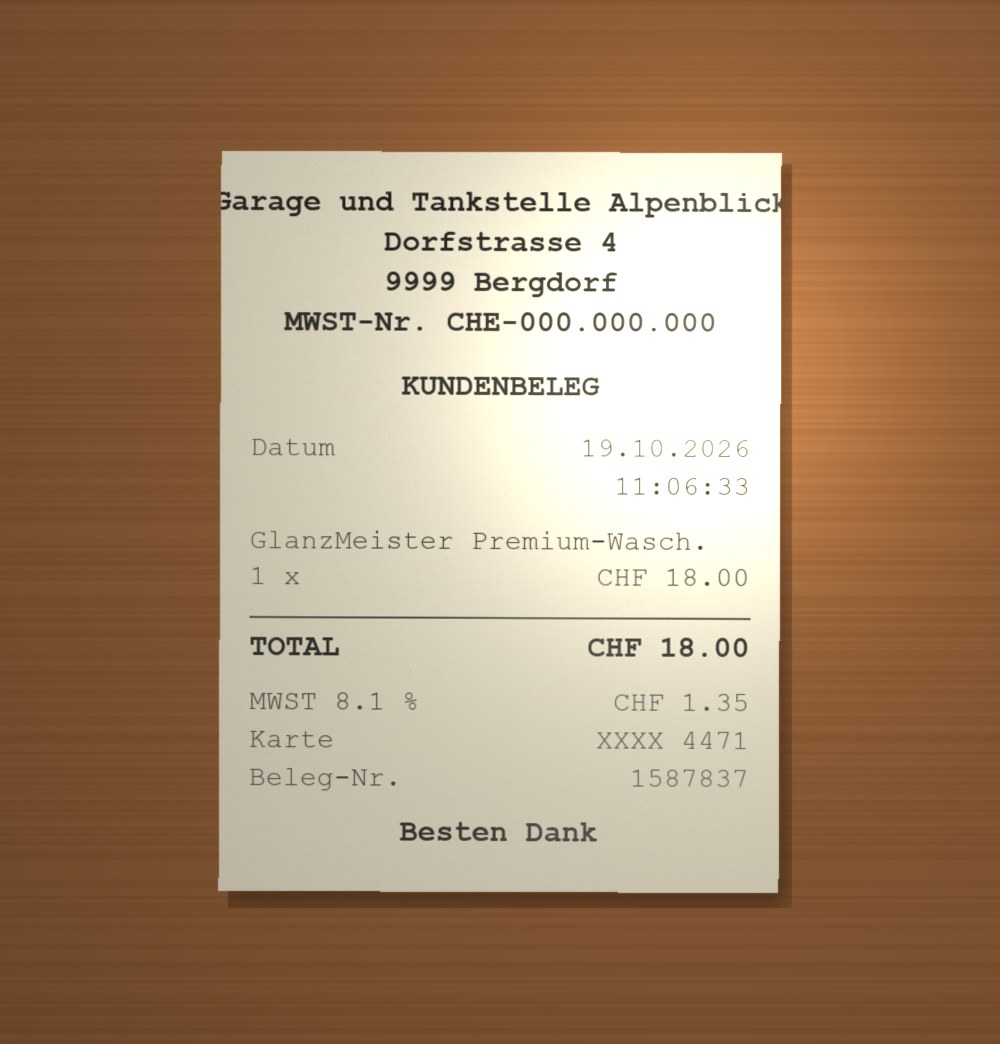 Garage und Tankstelle Alpenblick
Dorfstrasse 4
9999 Bergdorf
MWST-Nr. CHE-000.000.000
KUNDENBELEG
Datum 19.10.2026
11:06:33
GlanzMeister Premium-Wasch.
1 x CHF 18.00
TOTAL CHF 18.00
MWST 8.1 % CHF 1.35
Karte XXXX 4471
Beleg-Nr. 1587837
Besten Dank